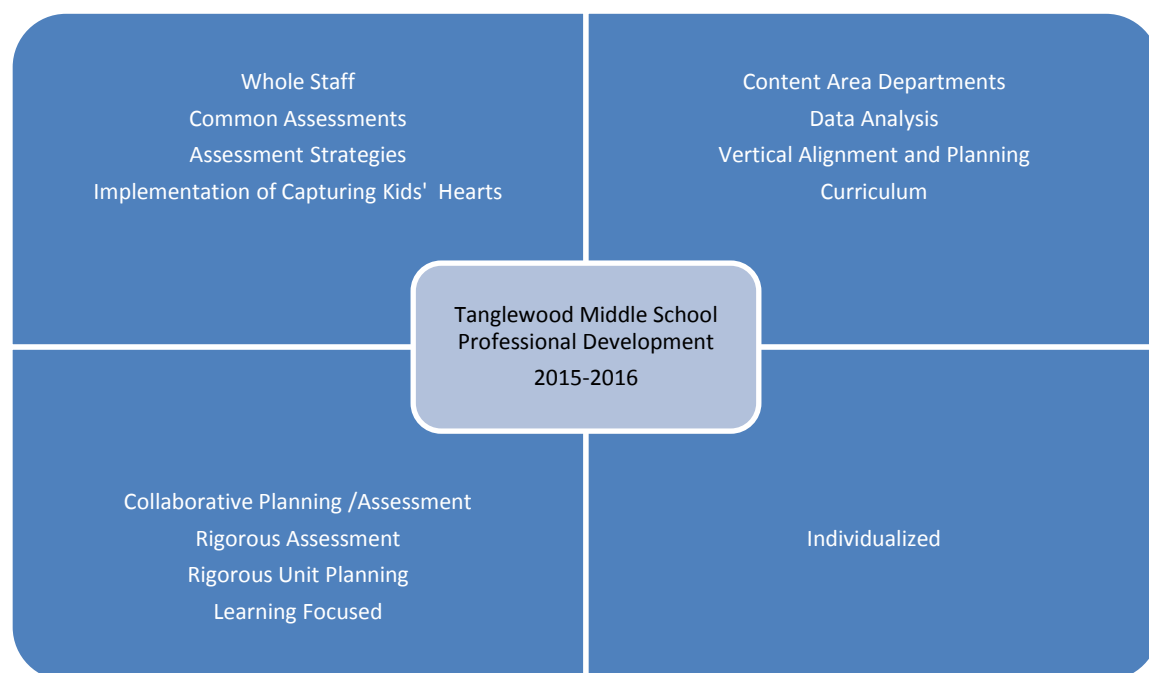 Whole Staff
Common Assessments
Assessment Strategies
Implementation of Capturing Kids' Hearts
Content Area Departments
Data Analysis
Vertical Alignment and Planning
Curriculum
Tanglewood Middle School
Professional Development
2015-2016
Collaborative Planning /Assessment
Rigorous Assessment
Rigorous Unit Planning
Learning Focused
Individualized